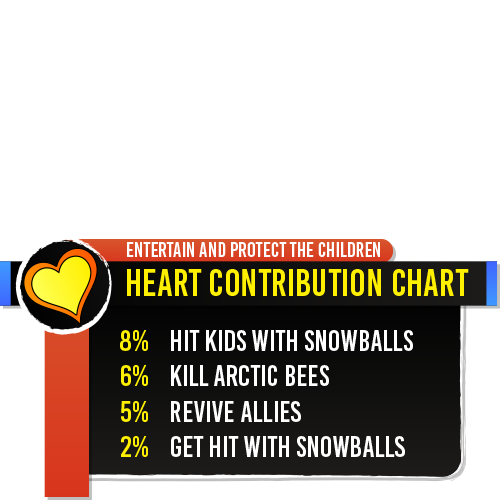 ENTERTAIN AND PROTECT THE CHILDREN
HEART CONTRIBUTION CHART
8% HIT KIDS WITH SNOWBALLS
6% KILL ARCTIC BEES
5% REVIVE ALLIES
2% GET HIT WITH SNOWBALLS